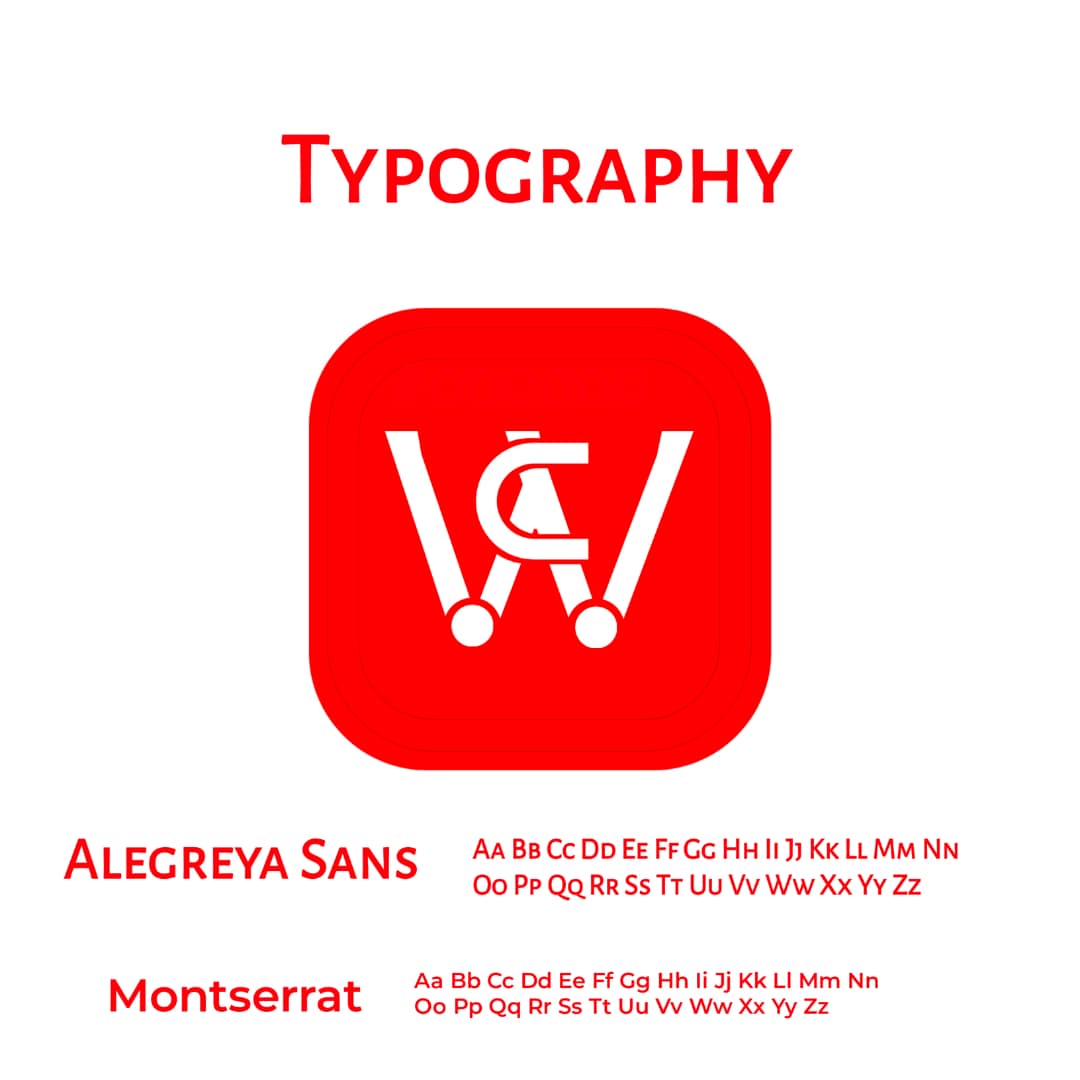 Typography
WC
Alegreya Sans
Aa Bb Cc Dd Ee Ff Gg Hh Ii Jj Kk Ll Mm Nn
Oo Pp Qq Rr Ss Tt Uu Vv Ww Xx Yy Zz
Montserrat
Aa Bb Cc Dd Ee Ff Gg Hh Ii Jj Kk Ll Mm Nn
Oo Pp Qq Rr Ss Tt Uu Vv Ww Xx Yy Zz